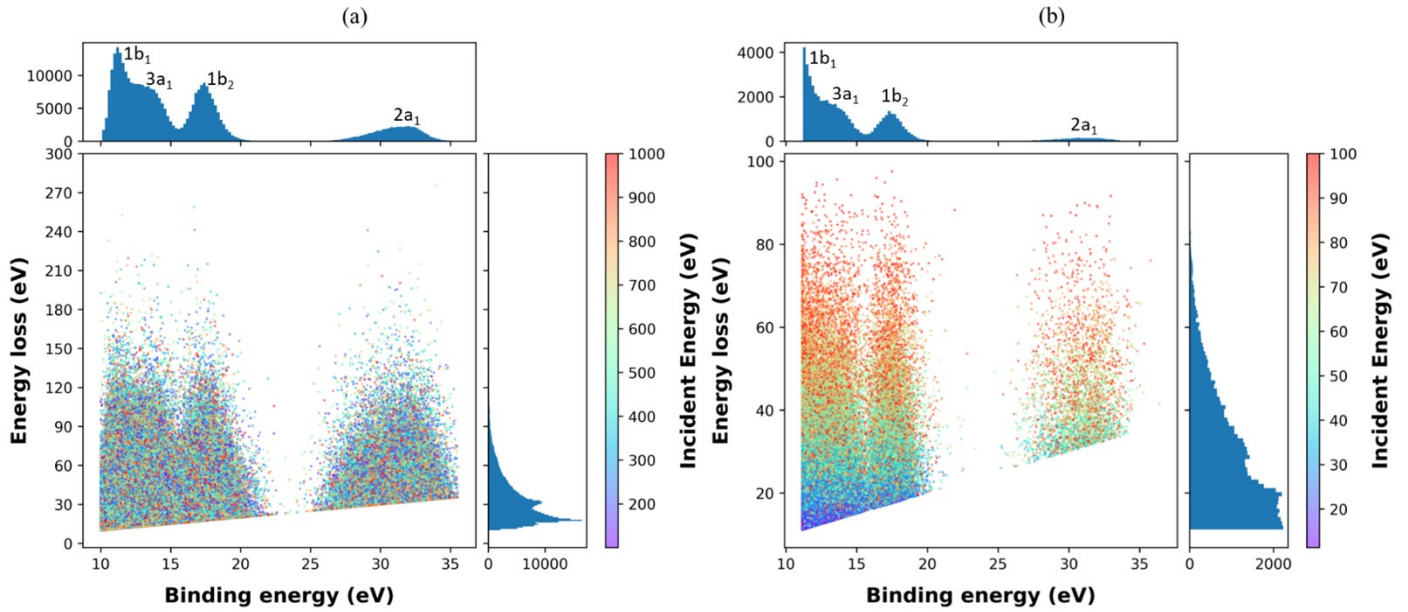 (a)
1b₁
3a₁
1b₂
2a₁
10000
5000
0
300
270
240
210
180
150
120
90
60
30
0
Energy loss (eV)
10 15 20 25 30 35
Binding energy (eV)
0 10000
1000
900
800
700
600
500
400
300
200
Incident Energy (eV)
(b)
1b₁
3a₁
1b₂
2a₁
4000
2000
0
100
80
60
40
20
Energy loss (eV)
10 15 20 25 30 35
Binding energy (eV)
0 2000
100
90
80
70
60
50
40
30
20
Incident Energy (eV)